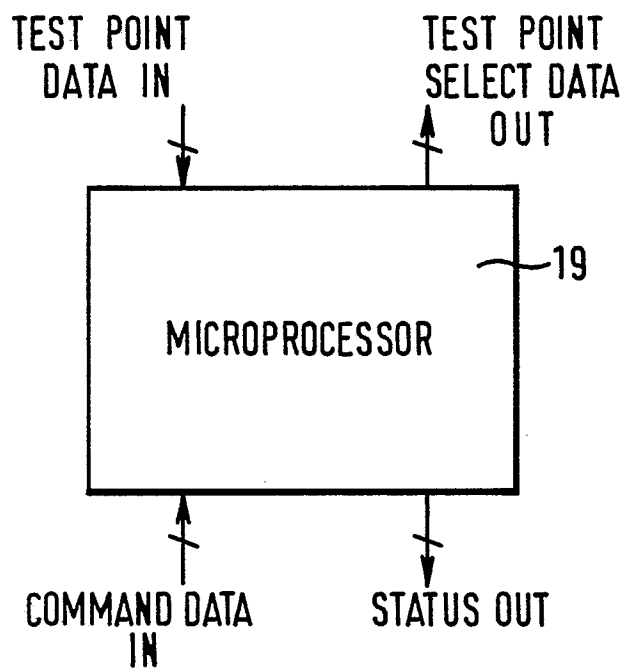 TEST POINT
DATA IN
TEST POINT
SELECT DATA
OUT
19
MICROPROCESSOR
COMMAND DATA
IN
STATUS OUT